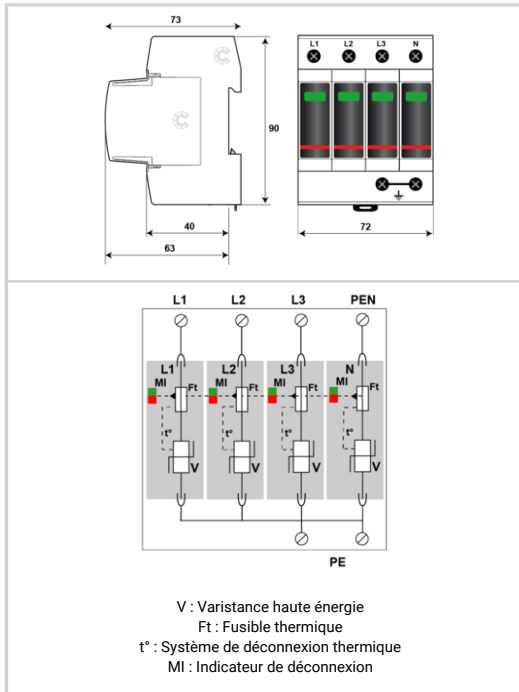 73
90
40
63
L1 L2 L3 N
72
L1 L2 L3 PEN
L1 L2 L3 N
MI MI MI MI
Ft Ft Ft Ft
t° t° t° t°
V V V V
PE
V : Varistance haute énergie
Ft : Fusible thermique
t° : Système de déconnexion thermique
MI : Indicateur de déconnexion